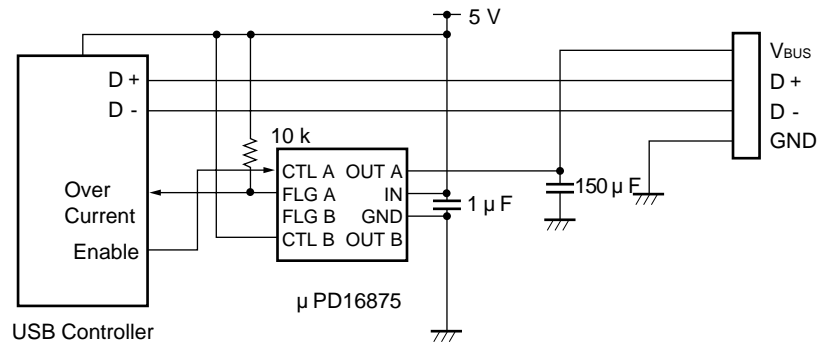 5 V
VBUS
D +
D +
D -
D -
GND
10 k
CTL A OUT A
Over
Current
FLG A IN
150 µ F
1 µ F
FLG B GND
Enable
CTL B OUT B
µ PD16875
USB Controller